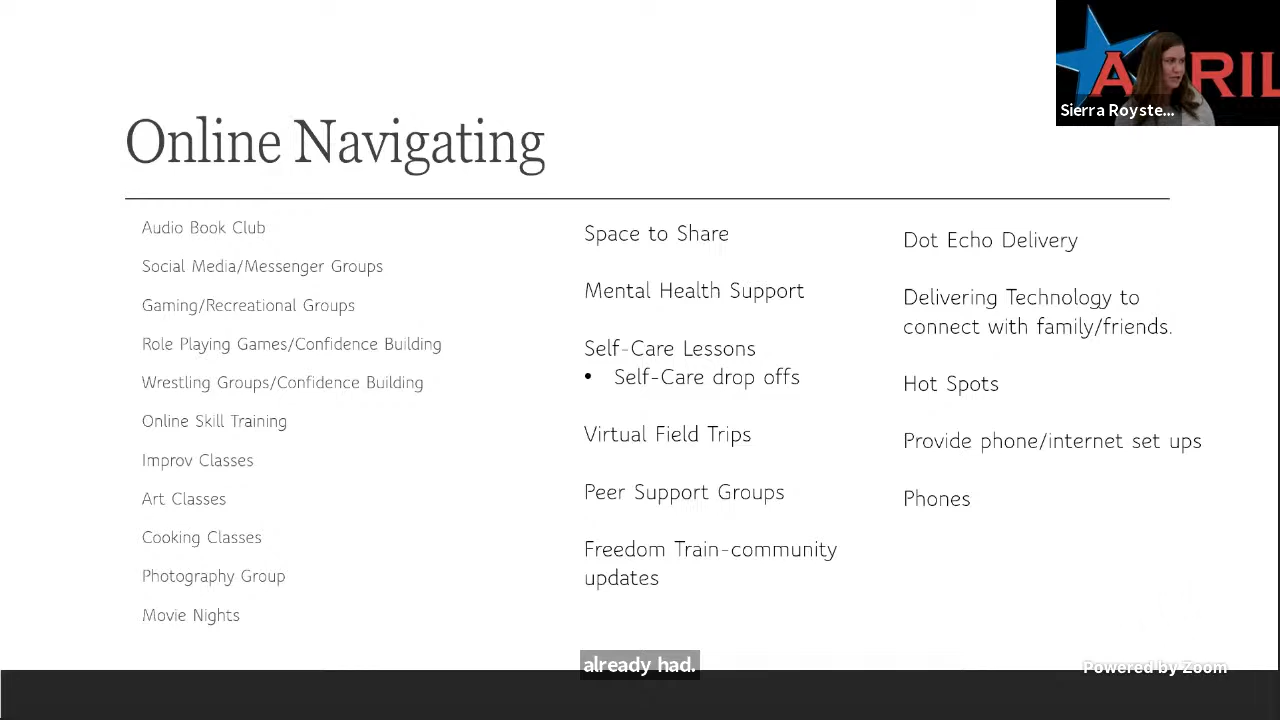 A RIL
Sierra Royste...
Online Navigating
Audio Book Club
Social Media/Messenger Groups
Gaming/Recreational Groups
Role Playing Games/Confidence Building
Wrestling Groups/Confidence Building
Online Skill Training
Improv Classes
Art Classes
Cooking Classes
Photography Group
Movie Nights
Space to Share
Mental Health Support
Self-Care Lessons
• Self-Care drop offs
Virtual Field Trips
Peer Support Groups
Freedom Train-community
updates
Dot Echo Delivery
Delivering Technology to
connect with family/friends.
Hot Spots
Provide phone/internet set ups
Phones
already had.
Powered by Zoom